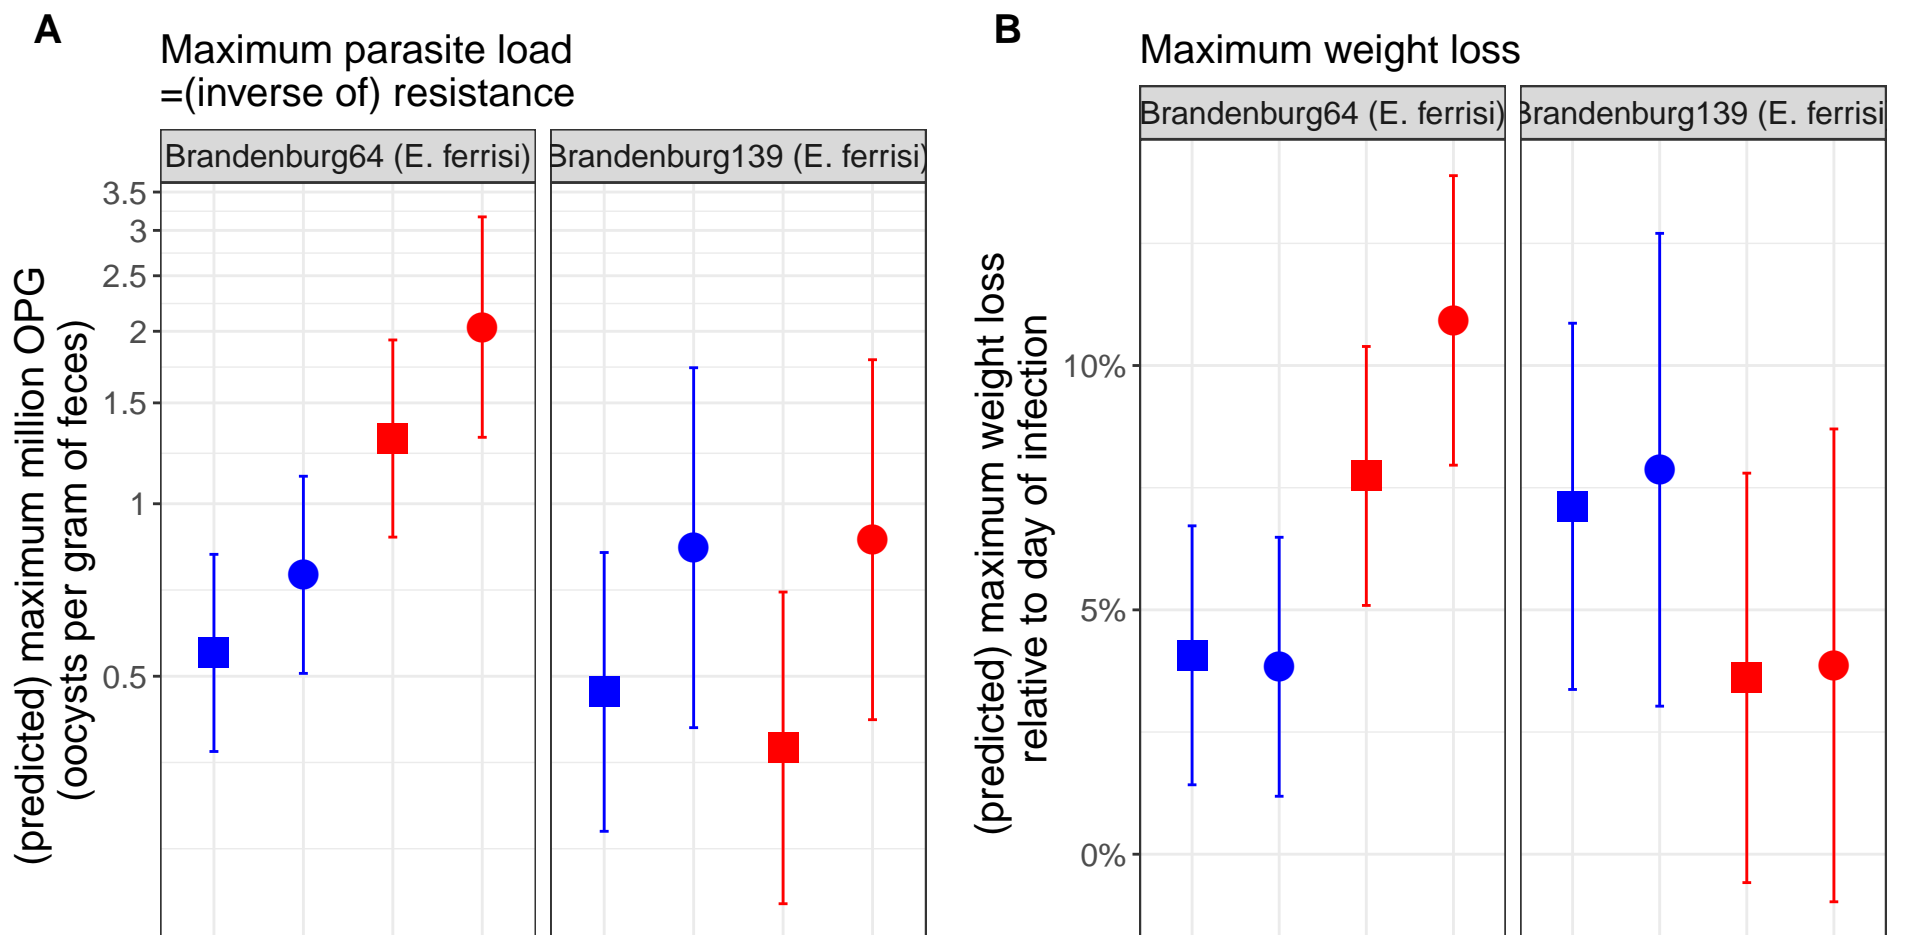 A
Maximum parasite load
=(inverse of) resistance
Brandenburg64 (E. ferrisi)
Brandenburg139 (E. ferrisi)
3.5
3
2.5
2
1.5
1
0.5
(predicted) maximum million OPG
(oocysts per gram of feces)
B
Maximum weight loss
Brandenburg64 (E. ferrisi)
Brandenburg139 (E. ferrisi
10%
5%
0%
(predicted) maximum weight loss
relative to day of infection